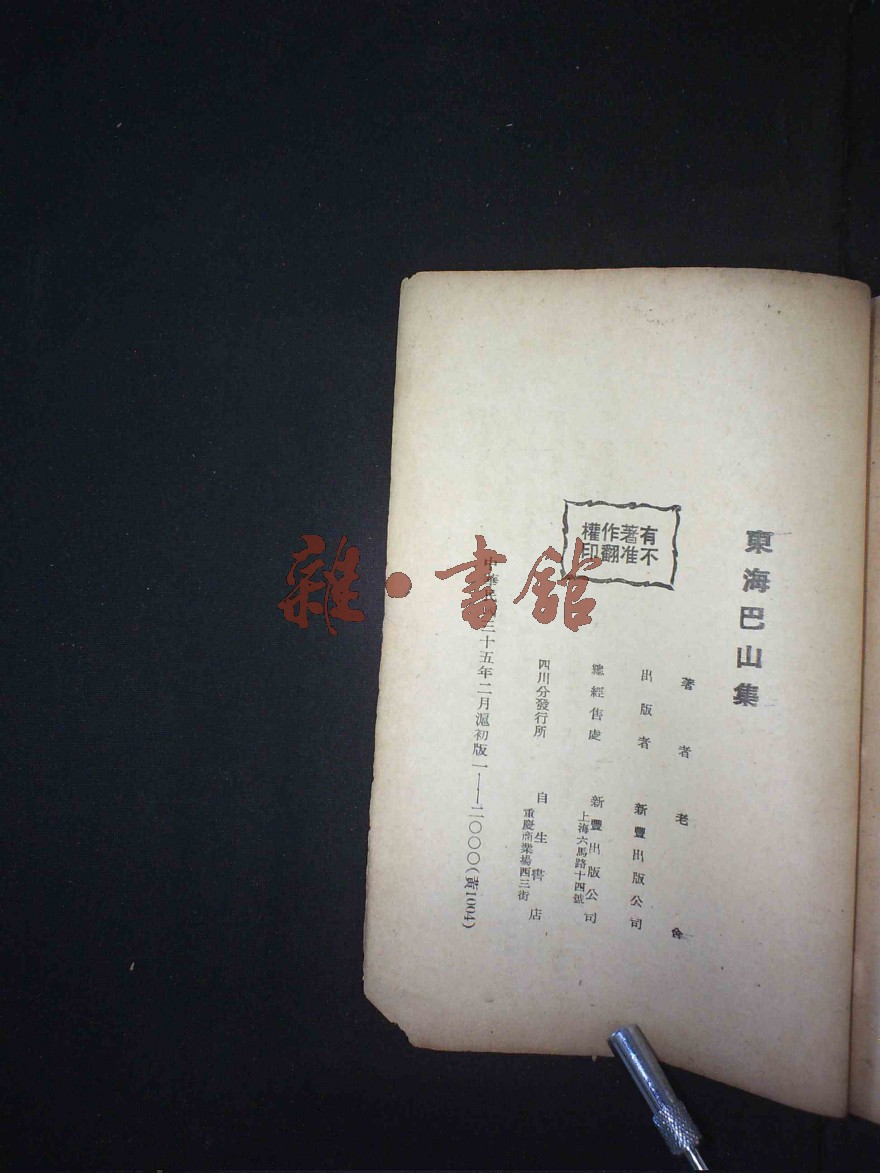 東海巴山集
著者 老舍
出版者 新豐出版公司
總經售處 新豐出版公司
上海六馬路十四號
四川分發行所 自生書店
重慶商業場西三街
中華民國三十五年二月滬初版一——二〇〇〇(黃1004)
有著作權
不准翻印
雜·書館